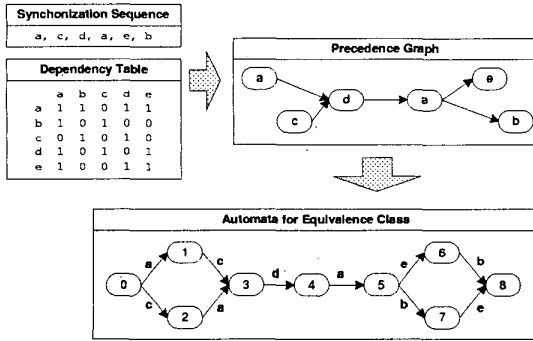 Synchonization Sequence
a, c, d, a, e, b
Dependency Table
a b c d e
a 1 1 0 1 1
b 1 0 1 0 0
c 0 1 0 1 0
d 1 0 1 0 1
e 1 0 0 1 1
Precedence Graph
a
c
d
a
e
b
Automata for Equivalence Class
0
a
c
1
2
c
a
3
d
4
a
5
e
b
6
7
b
e
8